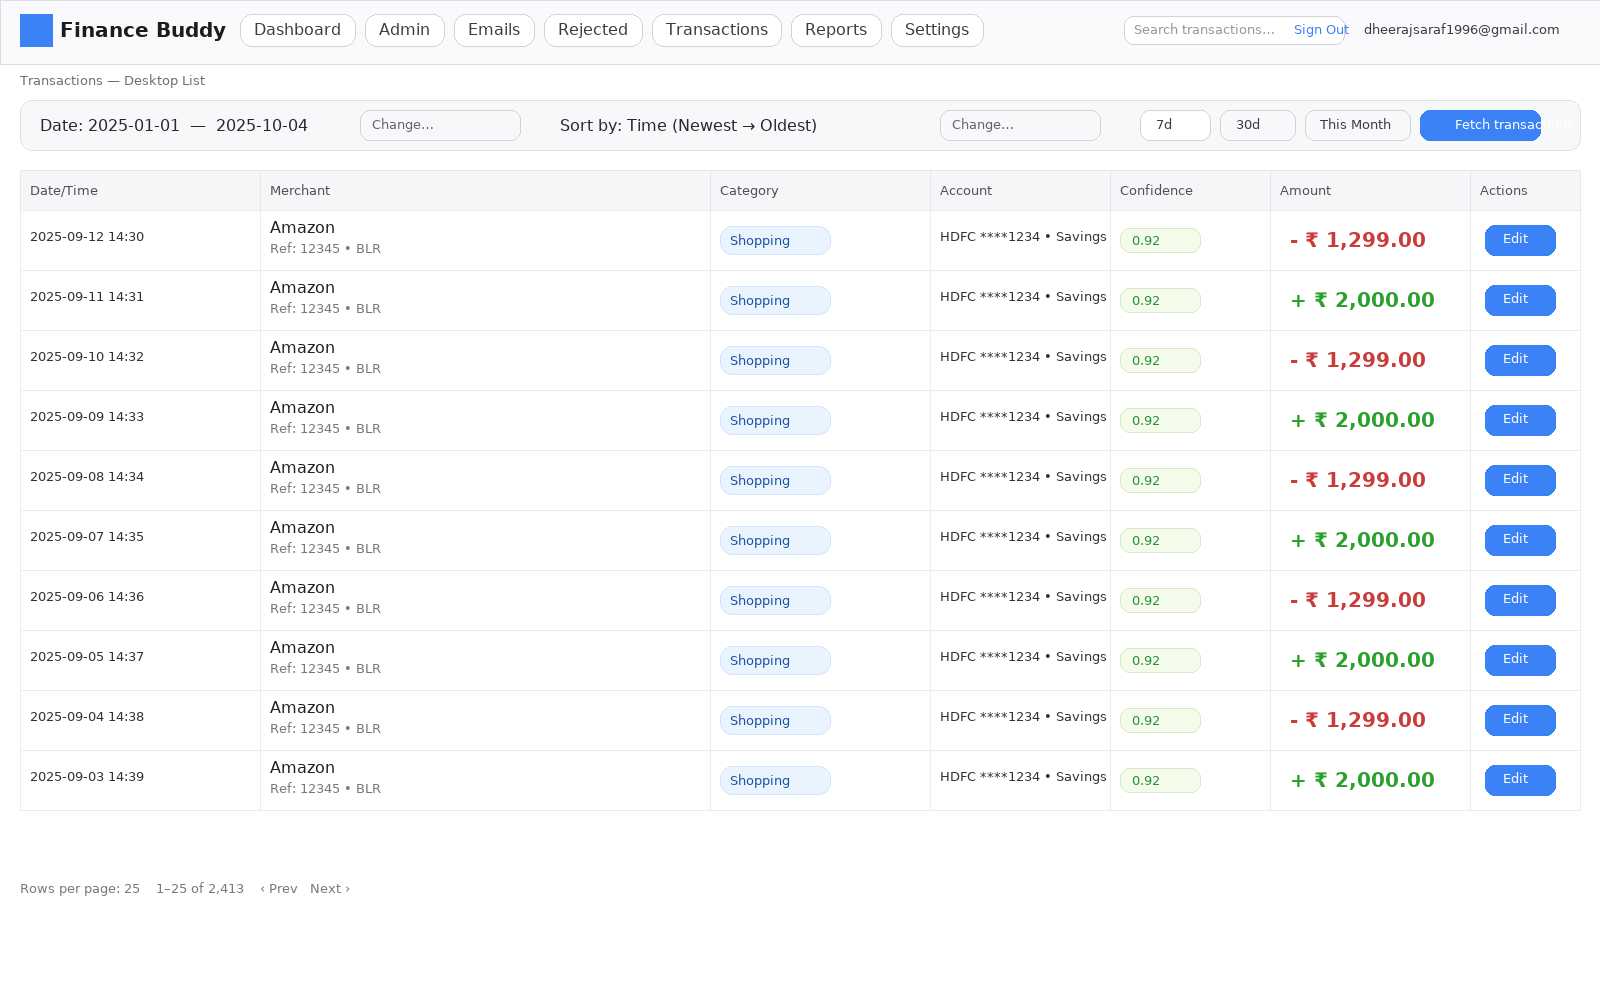 Finance Buddy Dashboard Admin Emails Rejected Transactions Reports Settings Search transactions... Sign Out dheerajsaraf1996@gmail.com
Transactions — Desktop List
Date: 2025-01-01 — 2025-10-04 Change... Sort by: Time (Newest → Oldest) Change... 7d 30d This Month Fetch transactions
Date/Time Merchant Category Account Confidence Amount Actions
2025-09-12 14:30 Amazon Shopping HDFC ****1234 • Savings 0.92 - ₹ 1,299.00 Edit
Ref: 12345 • BLR
2025-09-11 14:31 Amazon Shopping HDFC ****1234 • Savings 0.92 + ₹ 2,000.00 Edit
Ref: 12345 • BLR
2025-09-10 14:32 Amazon Shopping HDFC ****1234 • Savings 0.92 - ₹ 1,299.00 Edit
Ref: 12345 • BLR
2025-09-09 14:33 Amazon Shopping HDFC ****1234 • Savings 0.92 + ₹ 2,000.00 Edit
Ref: 12345 • BLR
2025-09-08 14:34 Amazon Shopping HDFC ****1234 • Savings 0.92 - ₹ 1,299.00 Edit
Ref: 12345 • BLR
2025-09-07 14:35 Amazon Shopping HDFC ****1234 • Savings 0.92 + ₹ 2,000.00 Edit
Ref: 12345 • BLR
2025-09-06 14:36 Amazon Shopping HDFC ****1234 • Savings 0.92 - ₹ 1,299.00 Edit
Ref: 12345 • BLR
2025-09-05 14:37 Amazon Shopping HDFC ****1234 • Savings 0.92 + ₹ 2,000.00 Edit
Ref: 12345 • BLR
2025-09-04 14:38 Amazon Shopping HDFC ****1234 • Savings 0.92 - ₹ 1,299.00 Edit
Ref: 12345 • BLR
2025-09-03 14:39 Amazon Shopping HDFC ****1234 • Savings 0.92 + ₹ 2,000.00 Edit
Ref: 12345 • BLR
Rows per page: 25 1–25 of 2,413 ‹ Prev Next ›